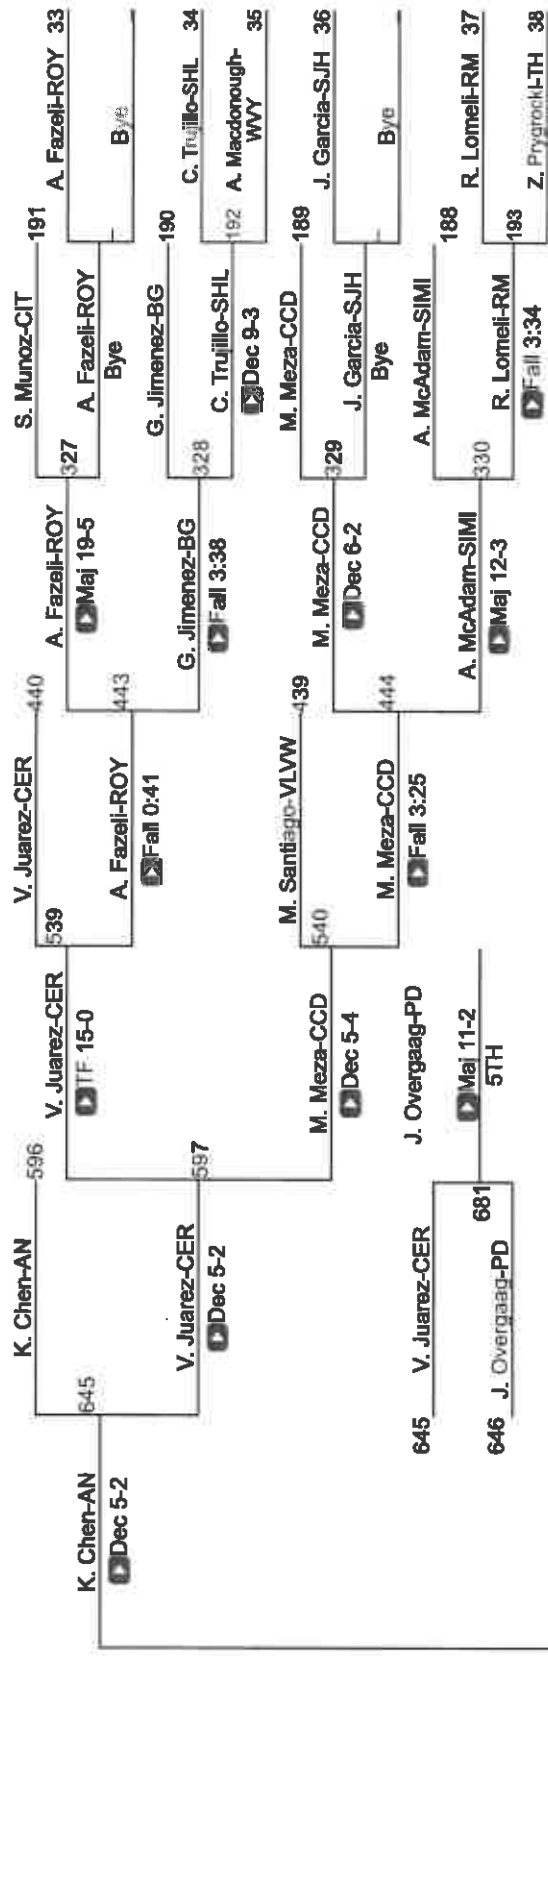 K. Chen-AN
Dec 5-2
645
K. Chen-AN
596
V. Juarez-CER
Dec 5-2
597
V. Juarez-CER
TF 15-0
539
V. Juarez-CER
440
A. Fazeli-ROY
Fall 0:41
443
A. Fazeli-ROY
Maj 19-5
327
S. Munoz-CIT
191
A. Fazeli-ROY
Bye
A. Fazeli-ROY 33
Bye
G. Jimenez-BG
Fall 3:38
328
G. Jimenez-BG
190
C. Trujillo-SHL
Dec 9-3
192
C. Trujillo-SHL 34
A. Macdonough-
WVY
35
M. Meza-CCD
Dec 5-4
540
M. Santiago-VLVW
439
M. Meza-CCD
Fall 3:25
444
M. Meza-CCD
Dec 6-2
329
M. Meza-CCD
189
J. Garcia-SJH
Bye
J. Garcia-SJH 36
Bye
A. McAdam-SIMI
Maj 12-3
330
A. McAdam-SIMI
188
R. Lomeli-RM
Fall 3:34
193
R. Lomeli-RM 37
Z. Prygrocki-TH 38
645 V. Juarez-CER
646 J. Overgaag-PD
681
J. Overgaag-PD
Maj 11-2
5TH